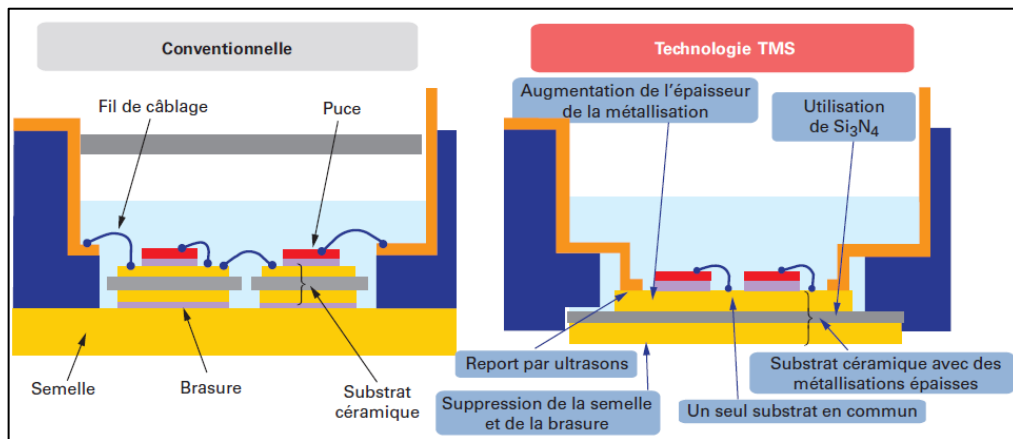 Conventionnelle
Technologie TMS
Fil de câblage
Puce
Augmentation de l'épaisseur
de la métallisation
Utilisation
de Si₃N₄
Semelle
Brasure
Substrat
céramique
Report par ultrasons
Substrat céramique avec des
métallisations épaisses
Suppression de la semelle
et de la brasure
Un seul substrat en commun